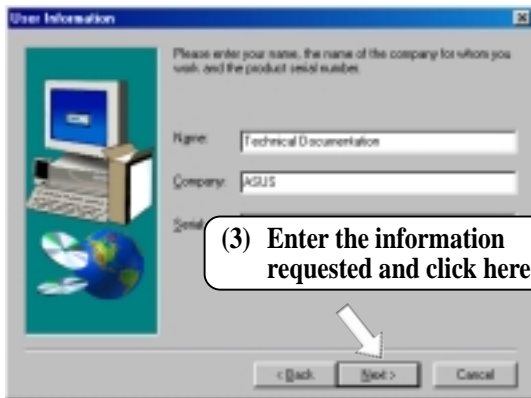 User Information
Please enter your name, the name of the company for whom you
work and the product serial number.
Name: Technical Documentation
Company: ASUS
Serial
(3) Enter the information
requested and click here
< Back
Next >
Cancel